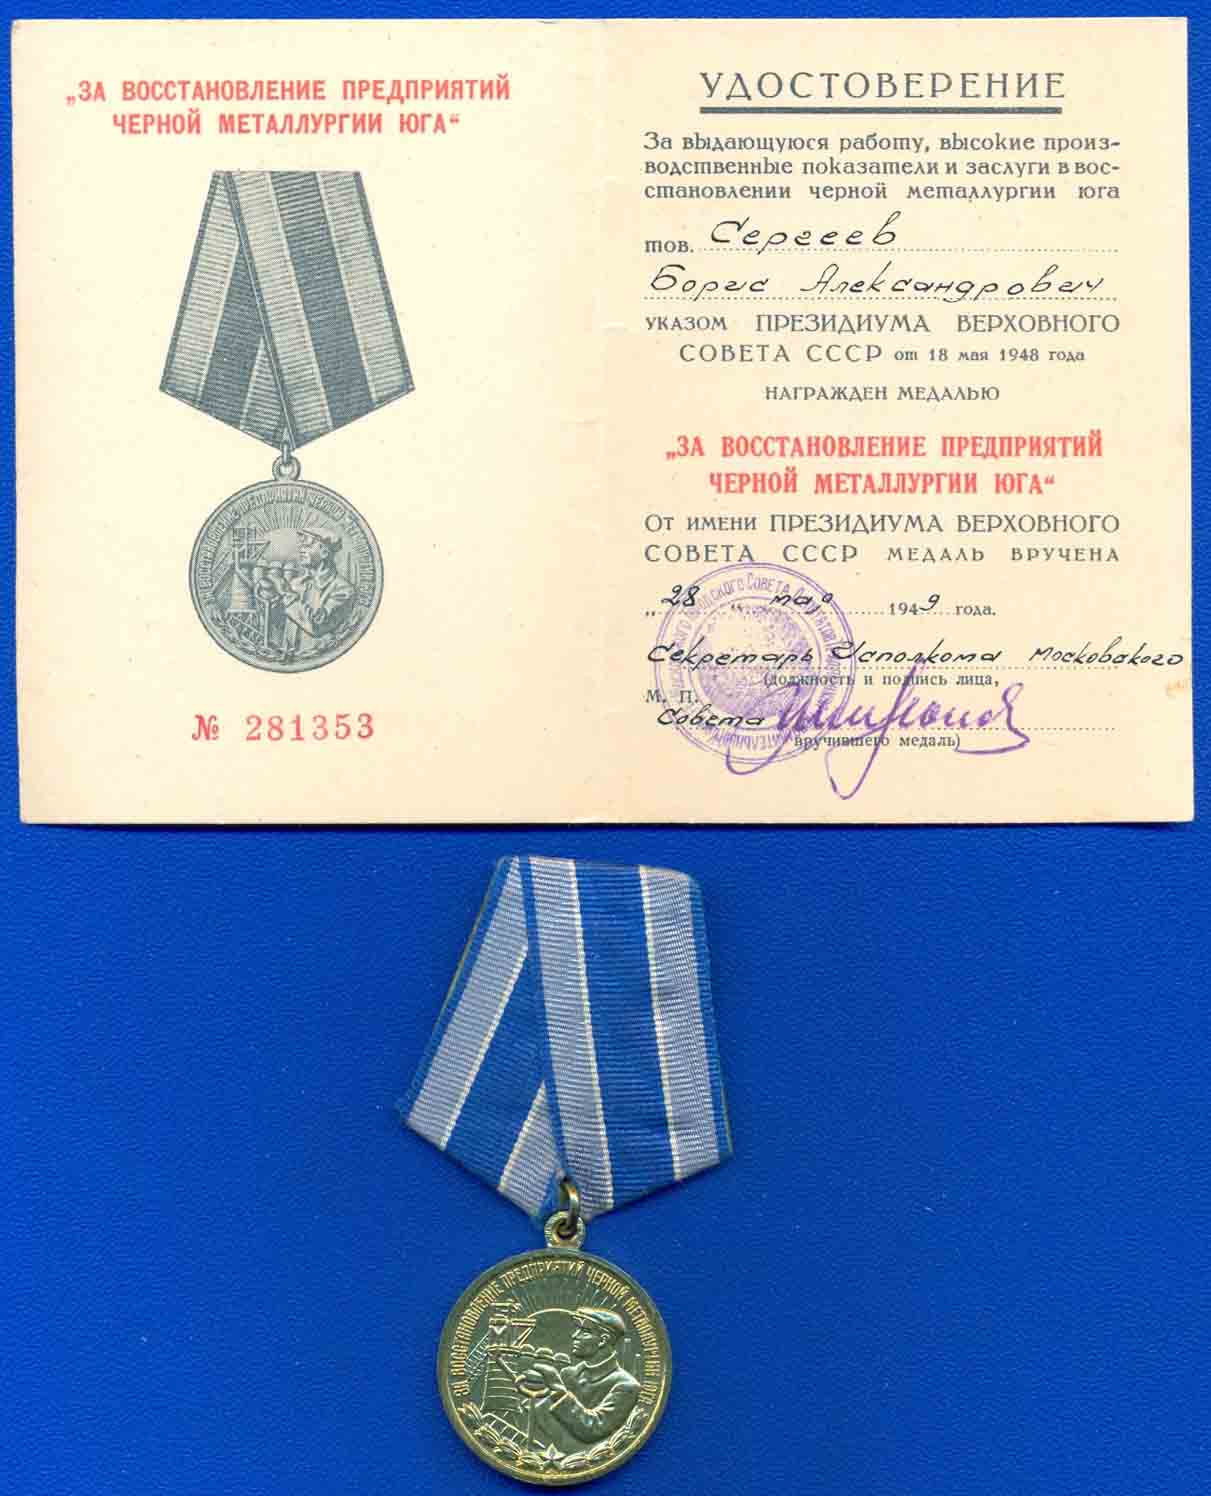 „ЗА ВОССТАНОВЛЕНИЕ ПРЕДПРИЯТИЙ
ЧЕРНОЙ МЕТАЛЛУРГИИ ЮГА“
№ 281353
УДОСТОВЕРЕНИЕ
За выдающуюся работу, высокие произ-
водственные показатели и заслуги в вос-
становлении черной металлургии юга
тов. Сергеев
Борис Александрович
указом ПРЕЗИДИУМА ВЕРХОВНОГО
СОВЕТА СССР от 18 мая 1948 года
НАГРАЖДЕН МЕДАЛЬЮ
„ЗА ВОССТАНОВЛЕНИЕ ПРЕДПРИЯТИЙ
ЧЕРНОЙ МЕТАЛЛУРГИИ ЮГА“
От имени ПРЕЗИДИУМА ВЕРХОВНОГО
СОВЕТА СССР МЕДАЛЬ ВРУЧЕНА
„28 " мая 1949 года.
Секретарь Исполкома Московского
(должность и подпись лица,
М. П.
Совета
вручившего медаль)
ЗА ВОССТАНОВЛЕНИЕ ПРЕДПРИЯТИЙ ЧЕРНОЙ МЕТАЛЛУРГИИ ЮГА